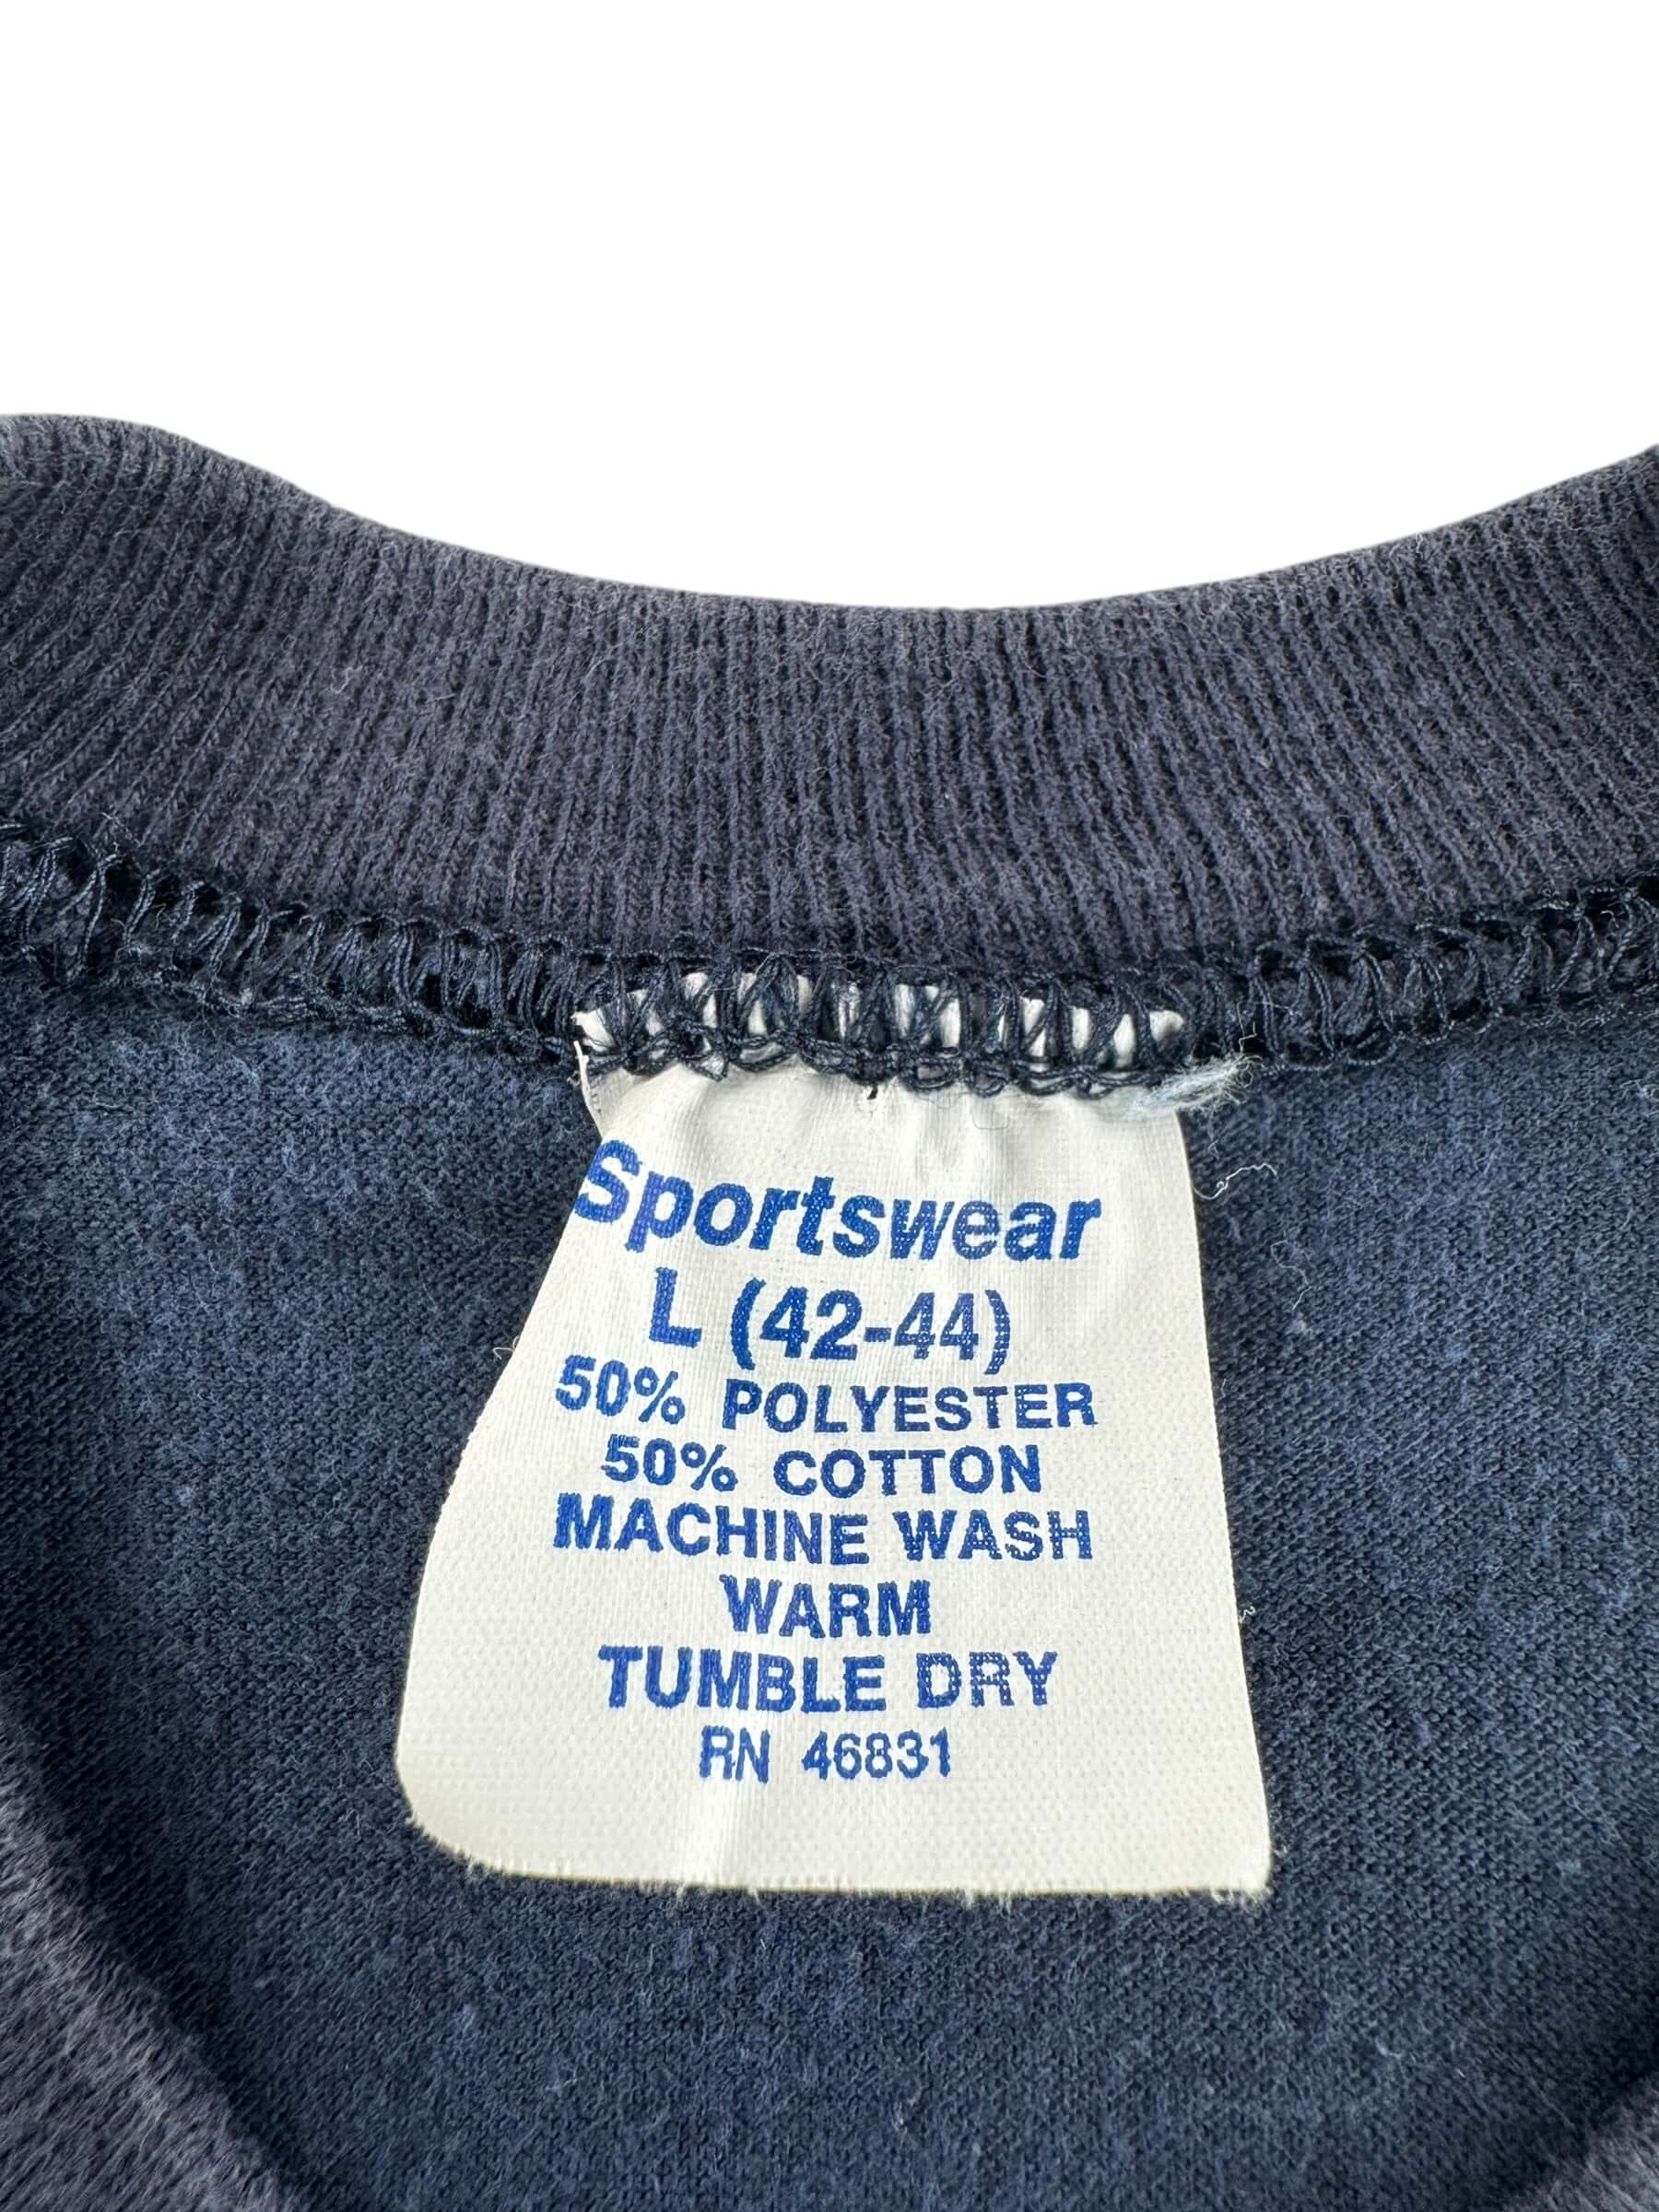 Sportswear
L (42-44)
50% POLYESTER
50% COTTON
MACHINE WASH
WARM
TUMBLE DRY
RN 46831